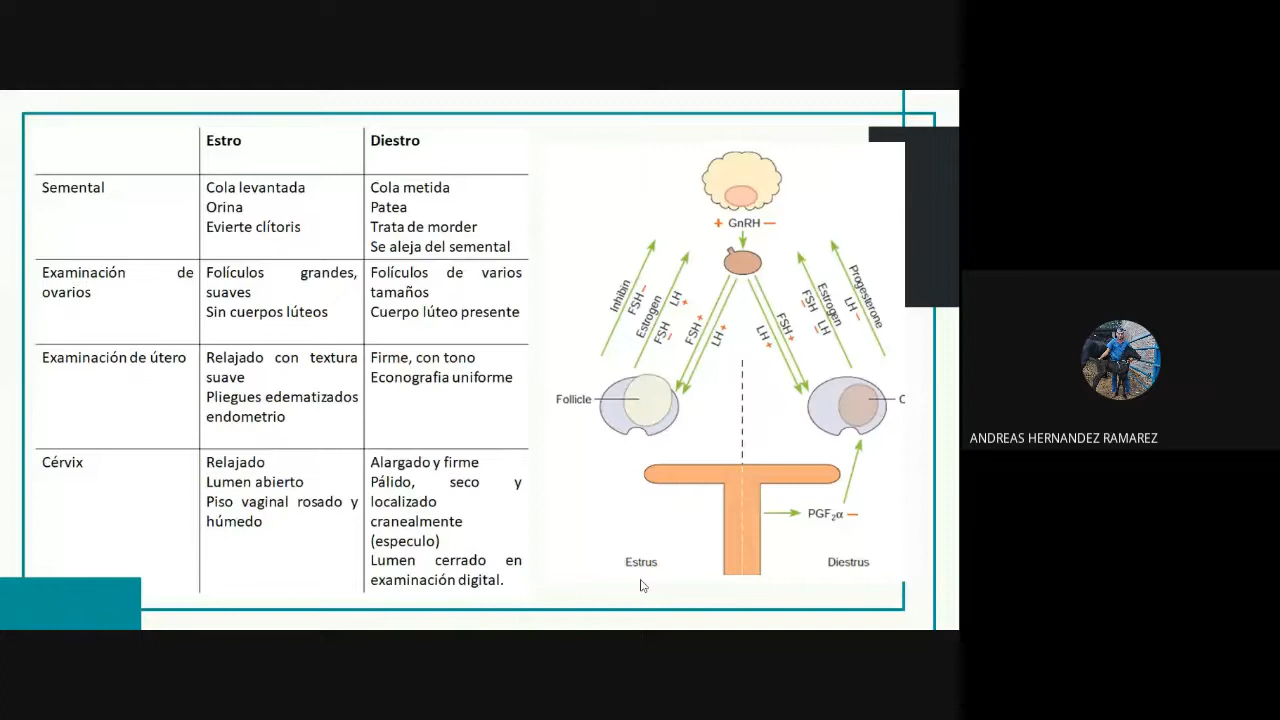 Estro
Diestro
Semental
Cola levantada
Orina
Evierte clítoris
Cola metida
Patea
Trata de morder
Se aleja del semental
Examinación de
ovarios
Folículos grandes,
suaves
Sin cuerpos lúteos
Folículos de varios
tamaños
Cuerpo lúteo presente
Examinación de útero
Relajado con textura
suave
Pliegues edematizados
endometrio
Firme, con tono
Econografia uniforme
Cérvix
Relajado
Lumen abierto
Piso vaginal rosado y
húmedo
Alargado y firme
Pálido, seco y
localizado
cranealmente
(especulo)
Lumen cerrado en
examinación digital.
+ GnRH −
Inhibin
FSH −
Estrogen
FSH − LH +
FSH +
LH +
FSH +
LH +
Estrogen
FSH − LH −
Progesterone
LH −
Follicle
C
PGF₂α −
Estrus
Diestrus
ANDREAS HERNANDEZ RAMAREZ